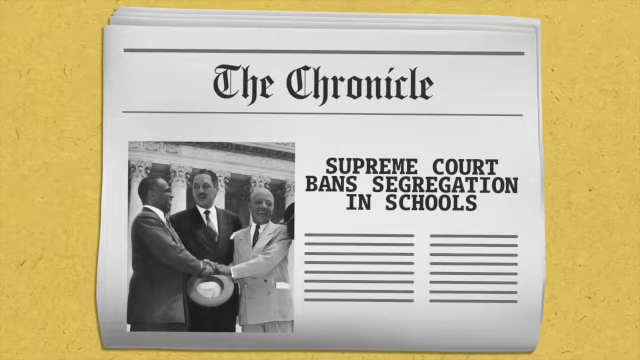 The Chronicle
SUPREME COURT
BANS SEGREGATION
IN SCHOOLS